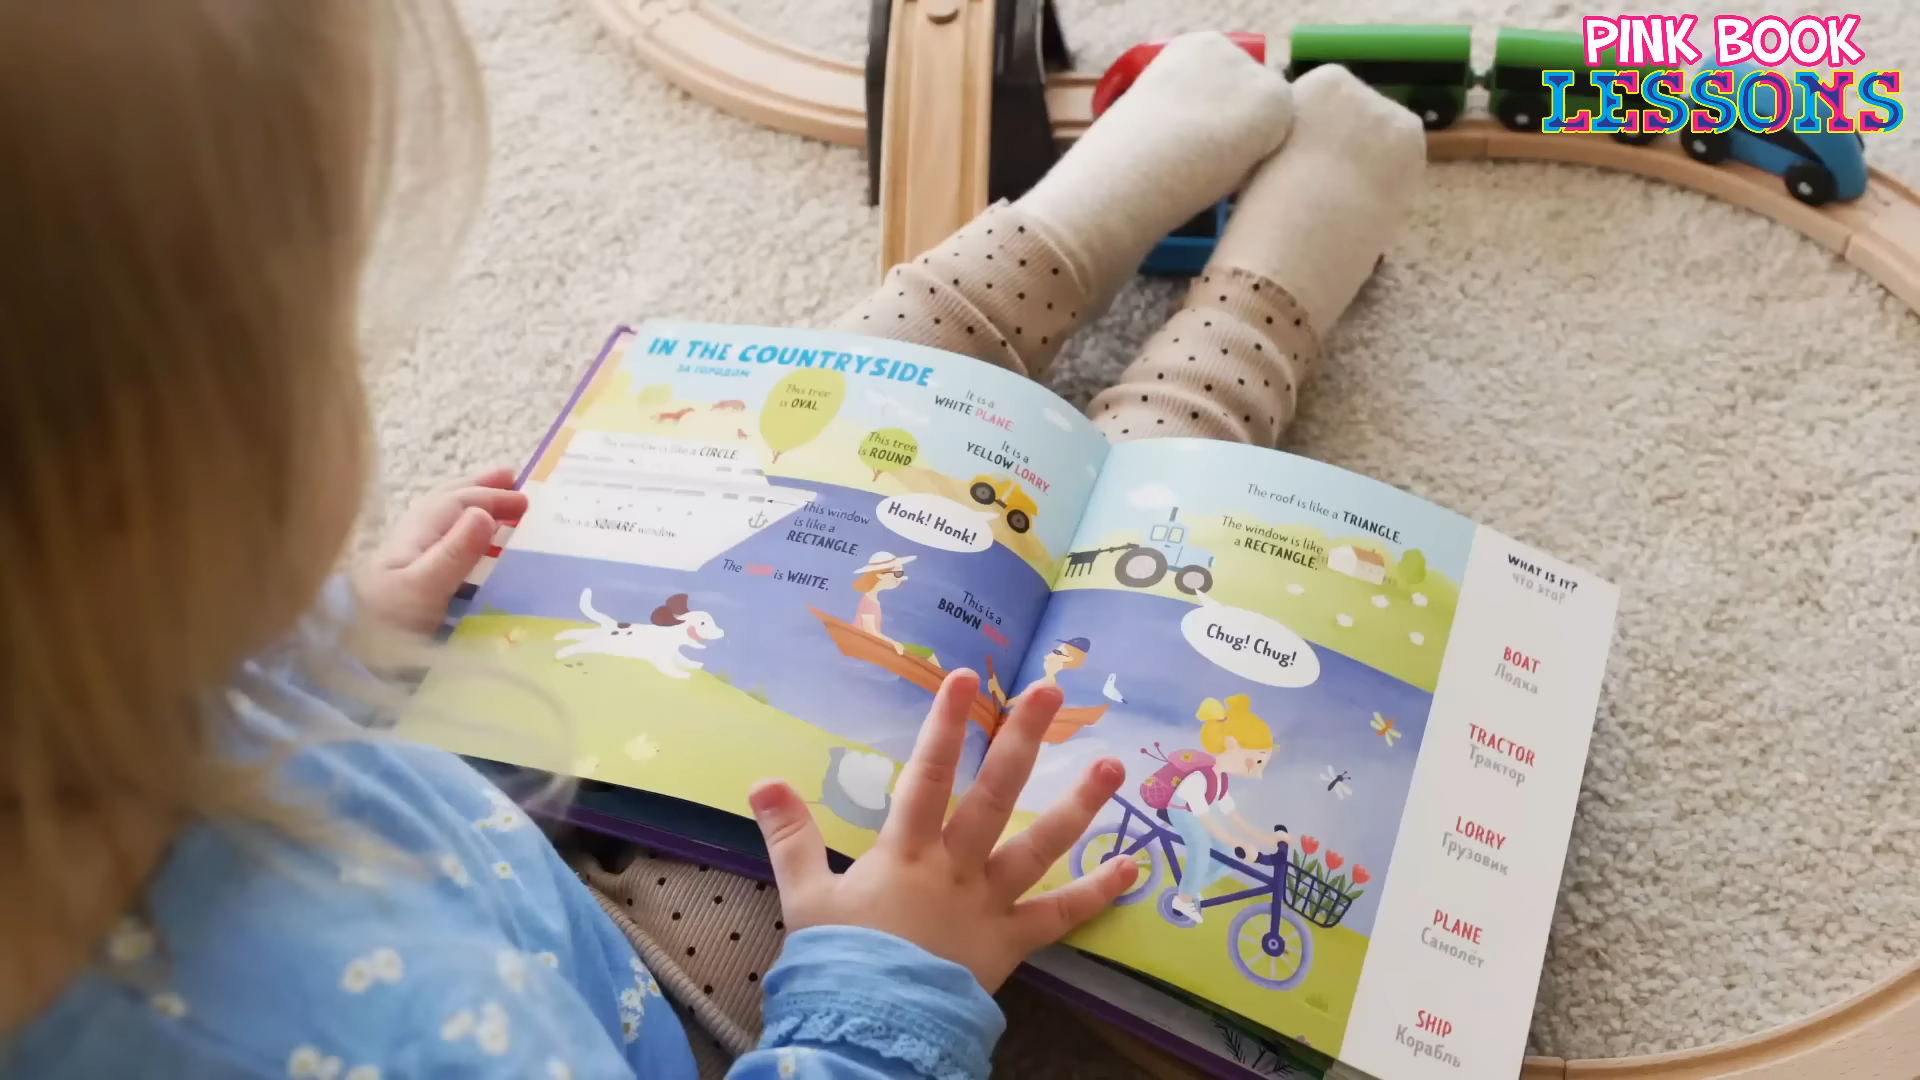 PINK BOOK
LESSONS
IN THE COUNTRYSIDE
ЗА ГОРОДОМ
This tree
is OVAL
It is a
WHITE PLANE.
This tree
is ROUND
It is a
YELLOW LORRY.
This window is like a CIRCLE.
This is a SQUARE window
This window
is like a
RECTANGLE.
Honk! Honk!
The is WHITE.
This is a
BROWN
The roof is like a TRIANGLE.
The window is like
a RECTANGLE.
Chug! Chug!
WHAT IS IT?
ЧТО ЭТО?
BOAT
Лодка
TRACTOR
Трактор
LORRY
Грузовик
PLANE
Самолёт
SHIP
Корабль